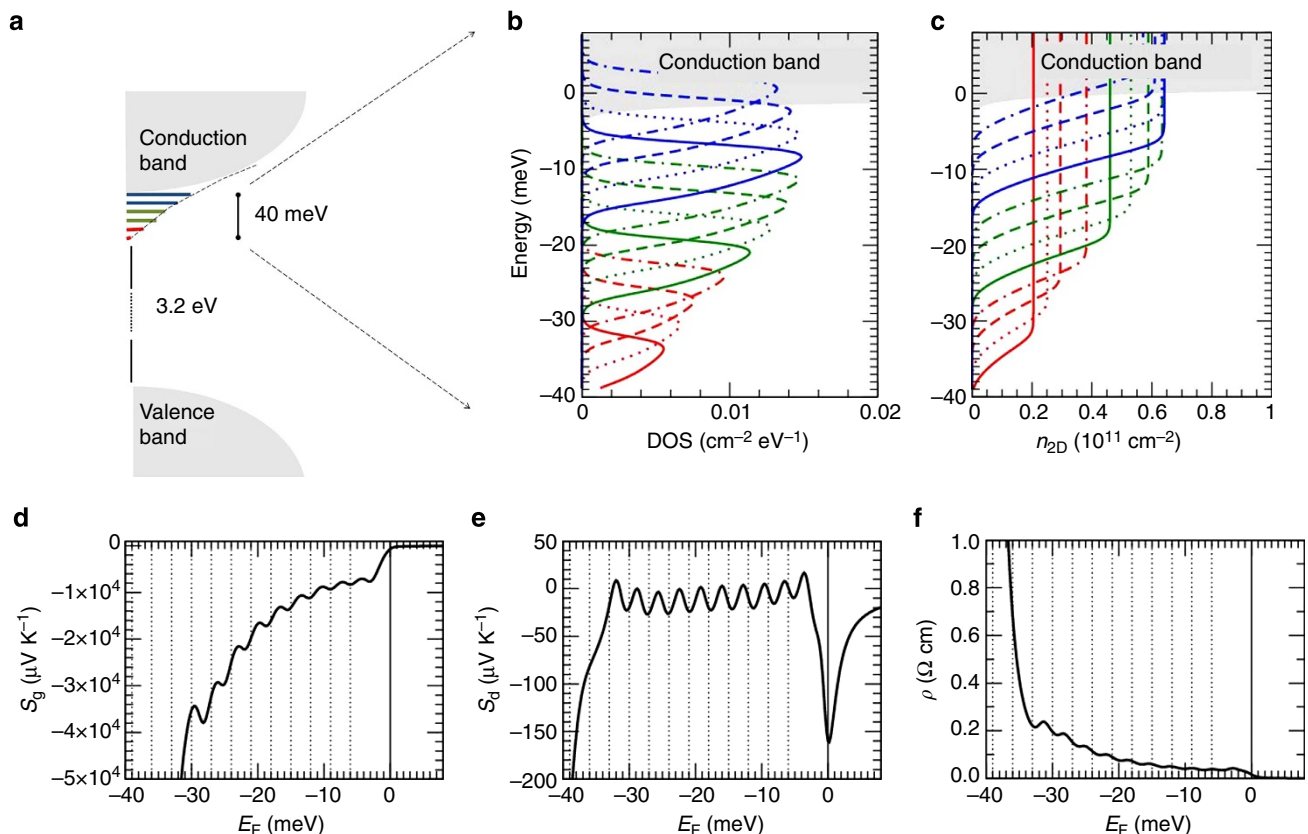 a
Conduction
band
40 meV
3.2 eV
Valence
band
b
Conduction band
0
–10
–20
–30
–40
Energy (meV)
0
0.01
0.02
DOS (cm⁻² eV⁻¹)
c
Conduction band
0
–10
–20
–30
–40
0
0.2
0.4
0.6
0.8
1
n2D (10¹¹ cm⁻²)
d
0
–1×10⁴
–2×10⁴
–3×10⁴
–4×10⁴
–5×10⁴
Sg (μV K⁻¹)
–40
–30
–20
–10
0
EF (meV)
e
50
0
–50
–100
–150
–200
Sd (μV K⁻¹)
–40
–30
–20
–10
0
EF (meV)
f
1.0
0.8
0.6
0.4
0.2
0.0
ρ (Ω cm)
–40
–30
–20
–10
0
EF (meV)